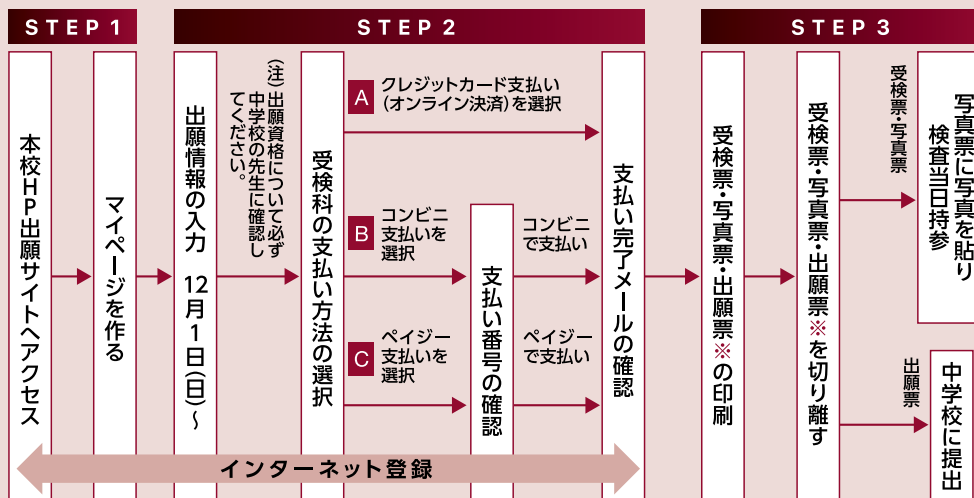 STEP 1
本校HP出願サイトへアクセス
マイページを作る
STEP 2
出願情報の入力 12月1日(日)~
(注)出願資格について必ず
中学校の先生に確認し
てください。
受検科の支払い方法の選択
A
クレジットカード支払い
(オンライン決済)を選択
B
コンビニ
支払いを
選択
C
ペイジー
支払いを
選択
支払い番号の確認
コンビニ
で支払い
ペイジー
で支払い
支払い完了メールの確認
インターネット登録
STEP 3
受検票・写真票・出願票※の印刷
受検票・写真票・出願票※を切り離す
受検票・写真票
写真票に写真を貼り
検査当日持参
出願票
中学校に提出